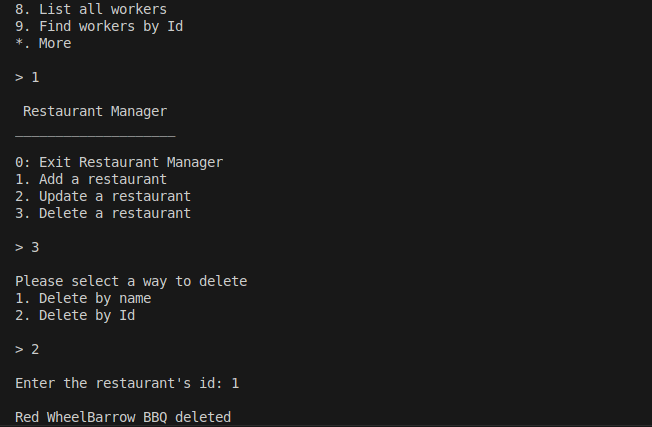 8. List all workers
9. Find workers by Id
*. More
> 1
Restaurant Manager
____________________
0: Exit Restaurant Manager
1. Add a restaurant
2. Update a restaurant
3. Delete a restaurant
> 3
Please select a way to delete
1. Delete by name
2. Delete by Id
> 2
Enter the restaurant's id: 1
Red WheelBarrow BBQ deleted